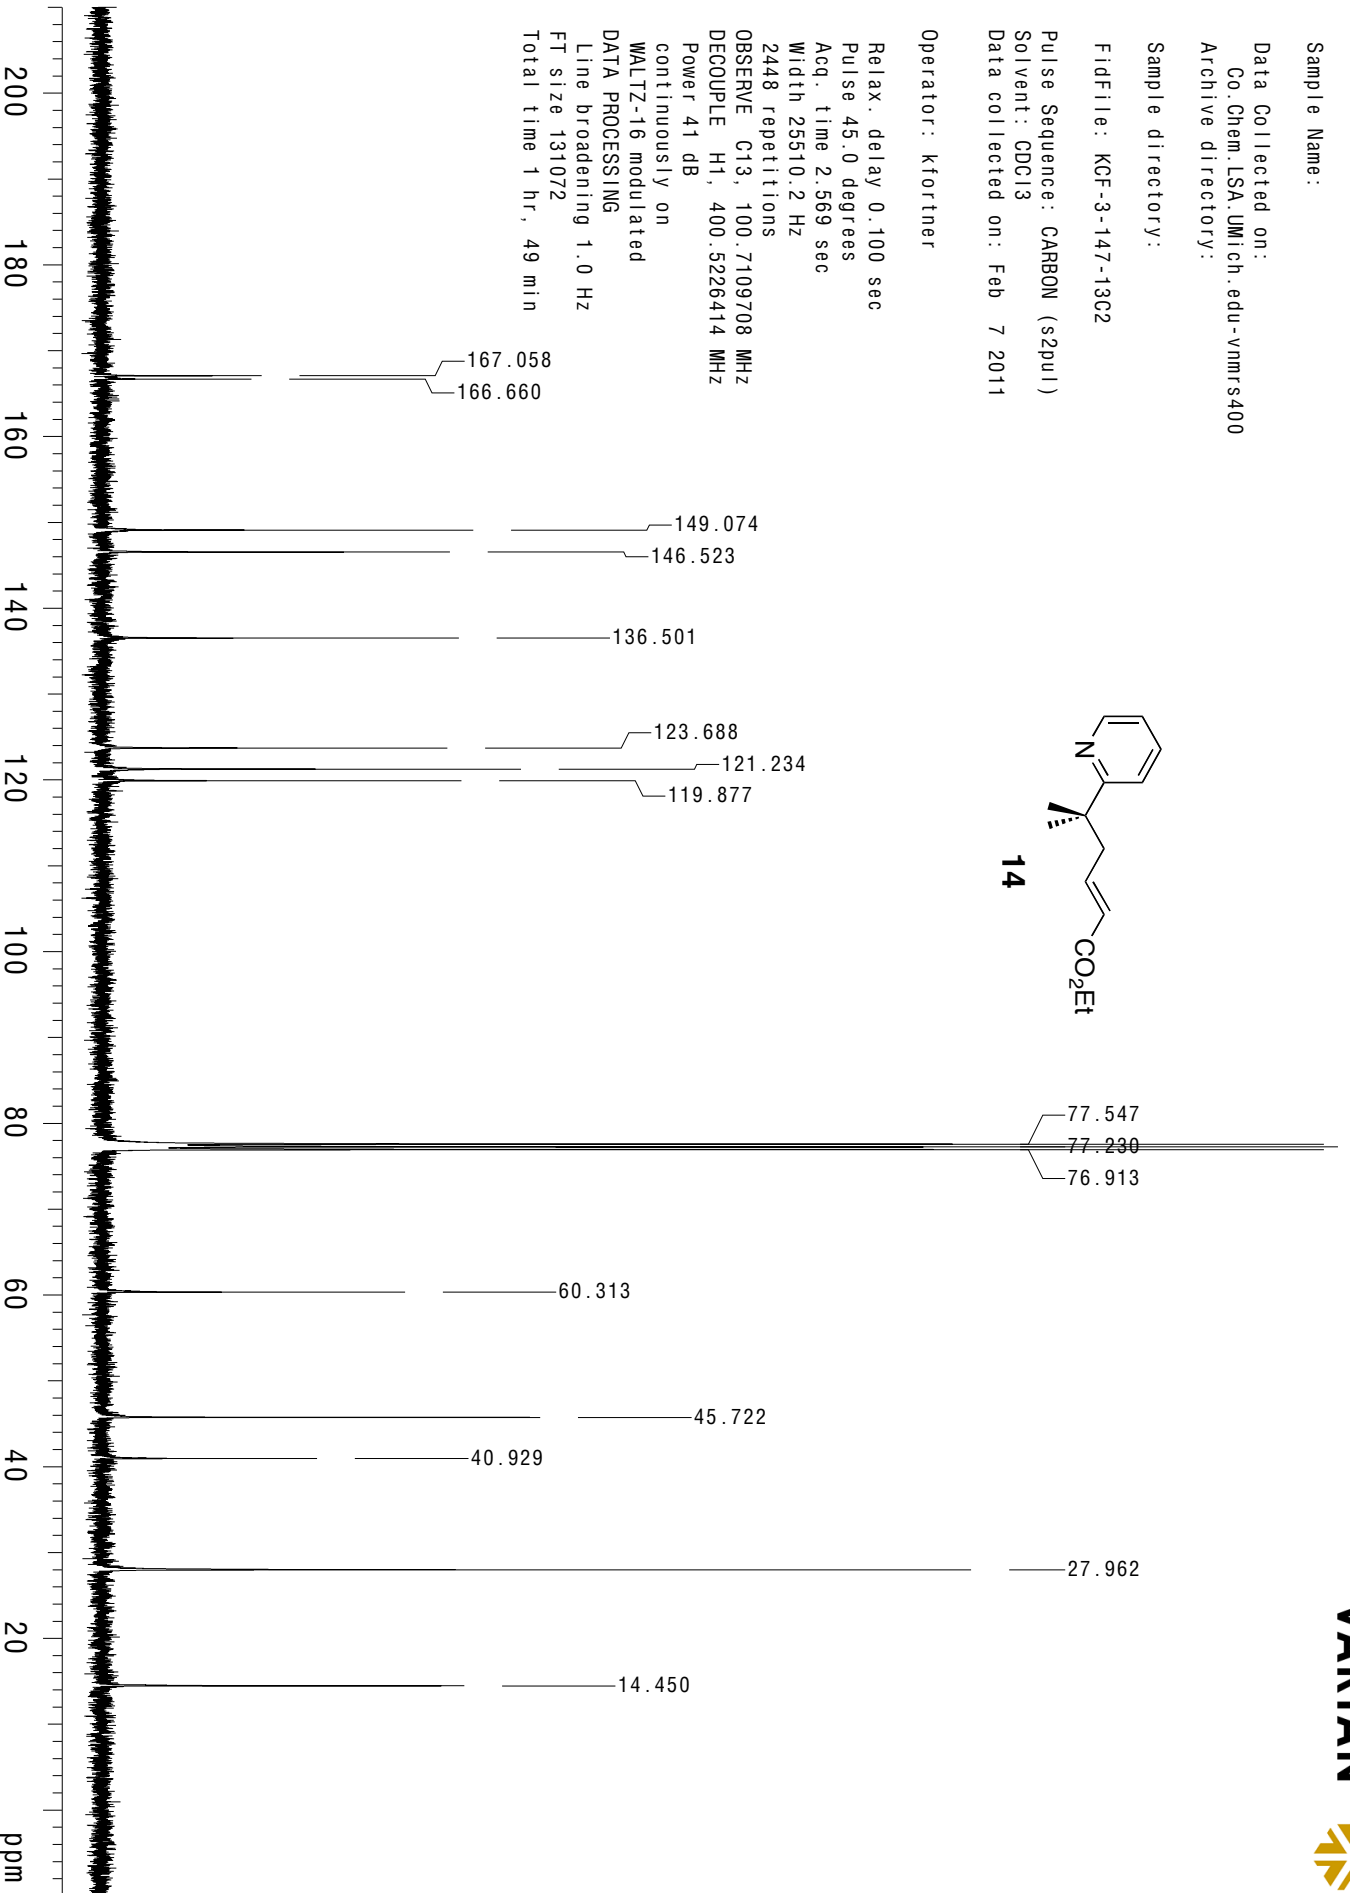 Sample Name:
Data Collected on:
Co.Chem.LSA.UMich.edu-vnmrs400
Archive directory:
Sample directory:
FidFile: KCF-3-147-13C2
Pulse Sequence: CARBON (s2pul)
Solvent: CDCl3
Data collected on: Feb 7 2011
Operator: kfortner
Relax. delay 0.100 sec
Pulse 45.0 degrees
Acq. time 2.569 sec
Width 25510.2 Hz
2448 repetitions
OBSERVE C13, 100.7109708 MHz
DECOUPLE H1, 400.5226414 MHz
Power 41 dB
continuously on
WALTZ-16 modulated
DATA PROCESSING
Line broadening 1.0 Hz
FT size 131072
Total time 1 hr, 49 min
VARIAN
N
CO2Et
14
167.058
166.660
149.074
146.523
136.501
123.688
121.234
119.877
77.547
77.230
76.913
60.313
45.722
40.929
27.962
14.450
200 180 160 140 120 100 80 60 40 20 ppm